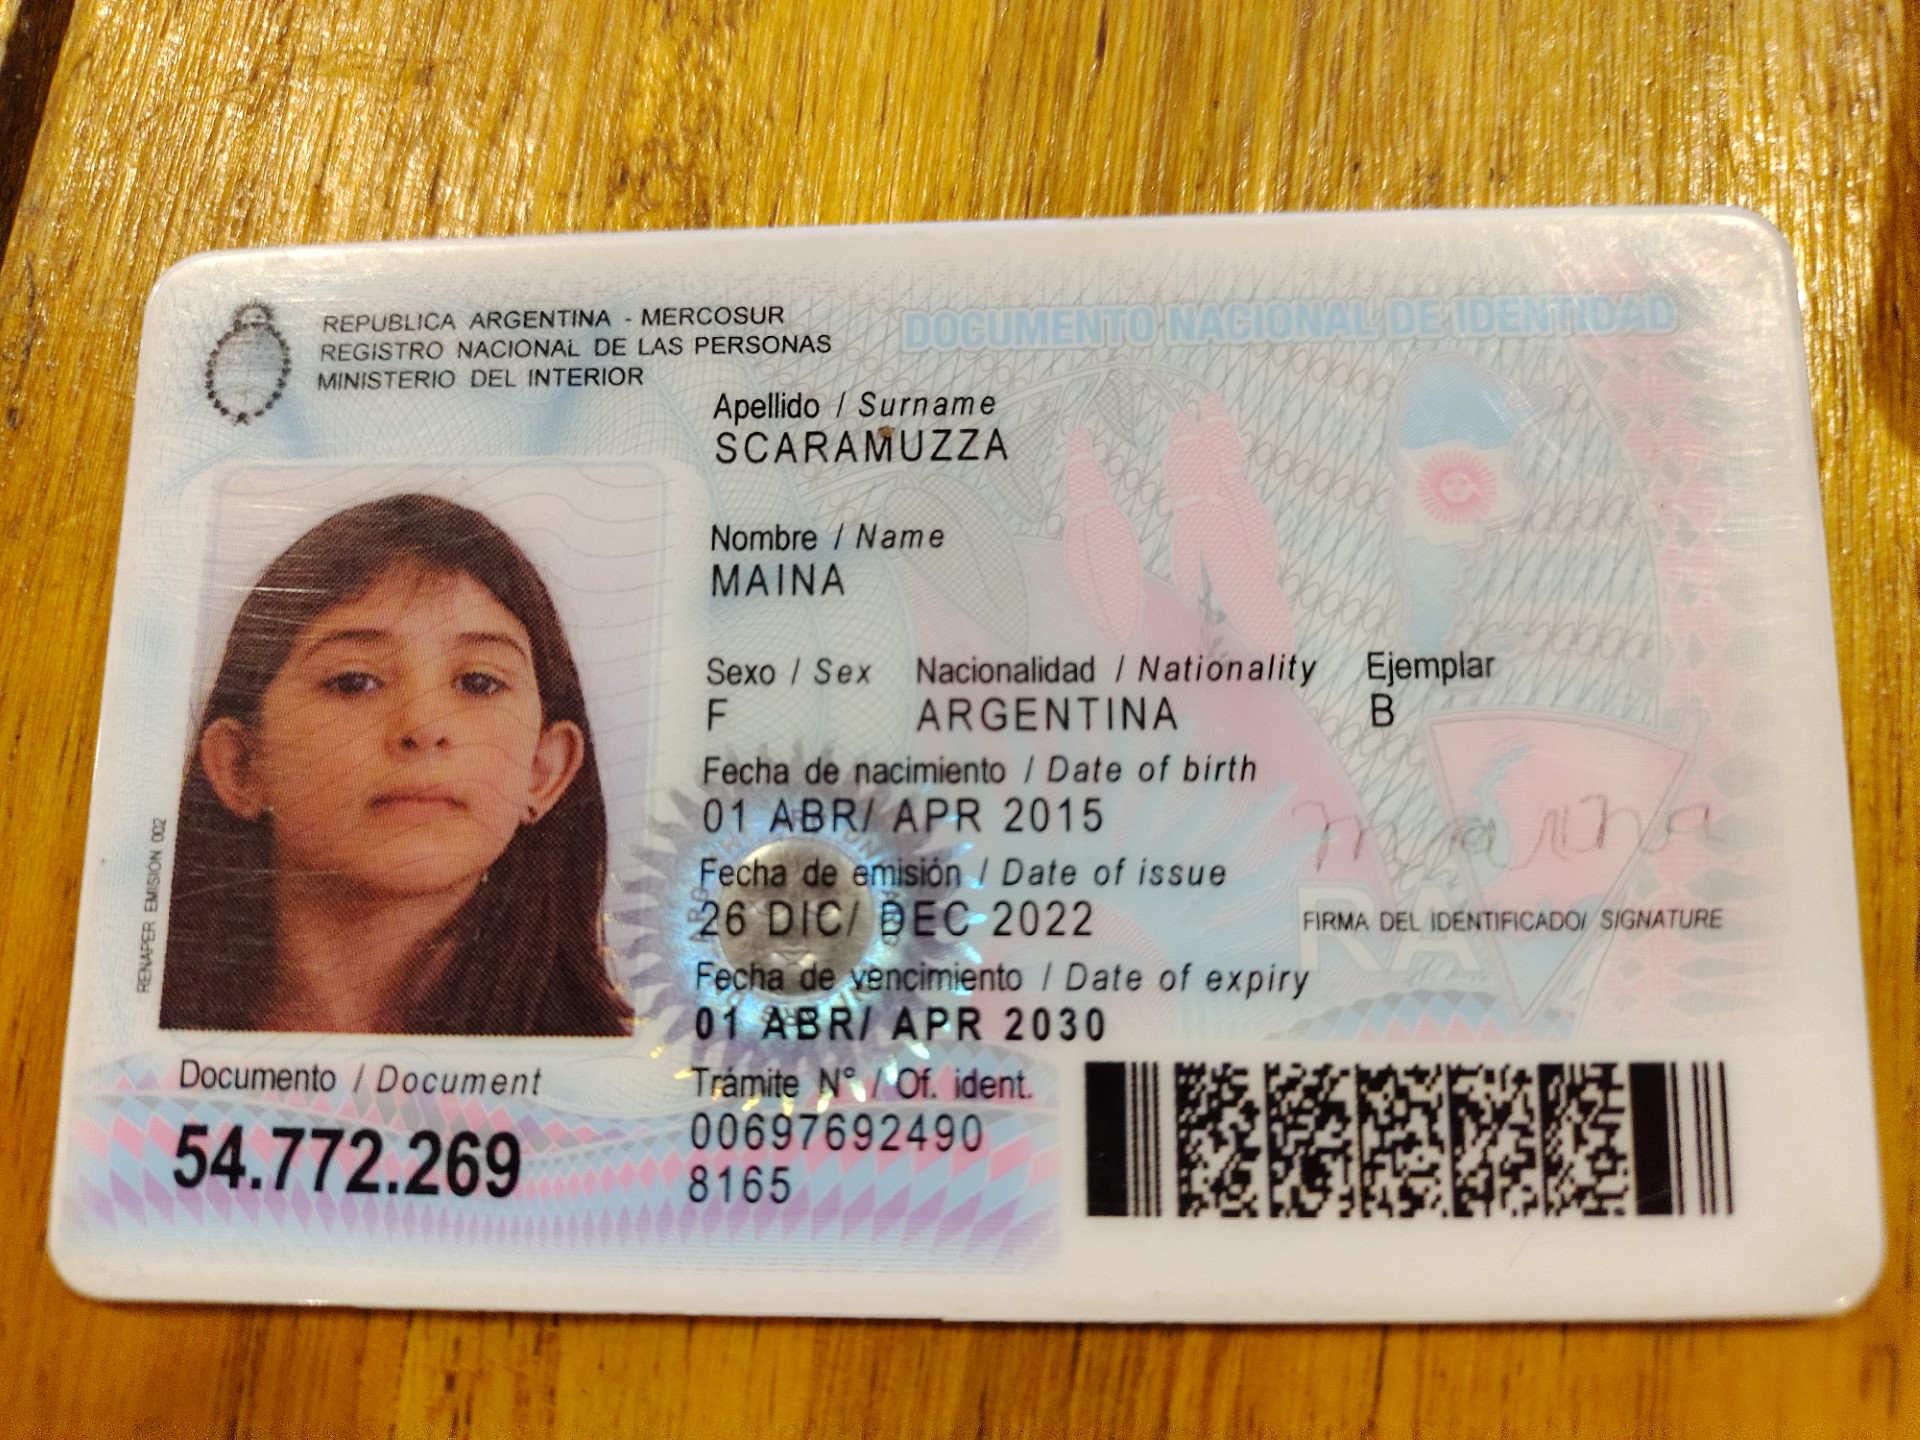 REPUBLICA ARGENTINA - MERCOSUR
REGISTRO NACIONAL DE LAS PERSONAS
MINISTERIO DEL INTERIOR
DOCUMENTO NACIONAL DE IDENTIDAD
Apellido / Surname
SCARAMUZZA
Nombre / Name
MAINA
Sexo / Sex Nacionalidad / Nationality Ejemplar
F ARGENTINA B
Fecha de nacimiento / Date of birth
01 ABR/ APR 2015
Fecha de emisión / Date of issue
26 DIC/ DEC 2022
FIRMA DEL IDENTIFICADO/ SIGNATURE
RA
Fecha de vencimiento / Date of expiry
01 ABR/ APR 2030
RENAPER EMISION 002
Documento / Document
54.772.269
Trámite N° / Of. ident.
00697692490
8165